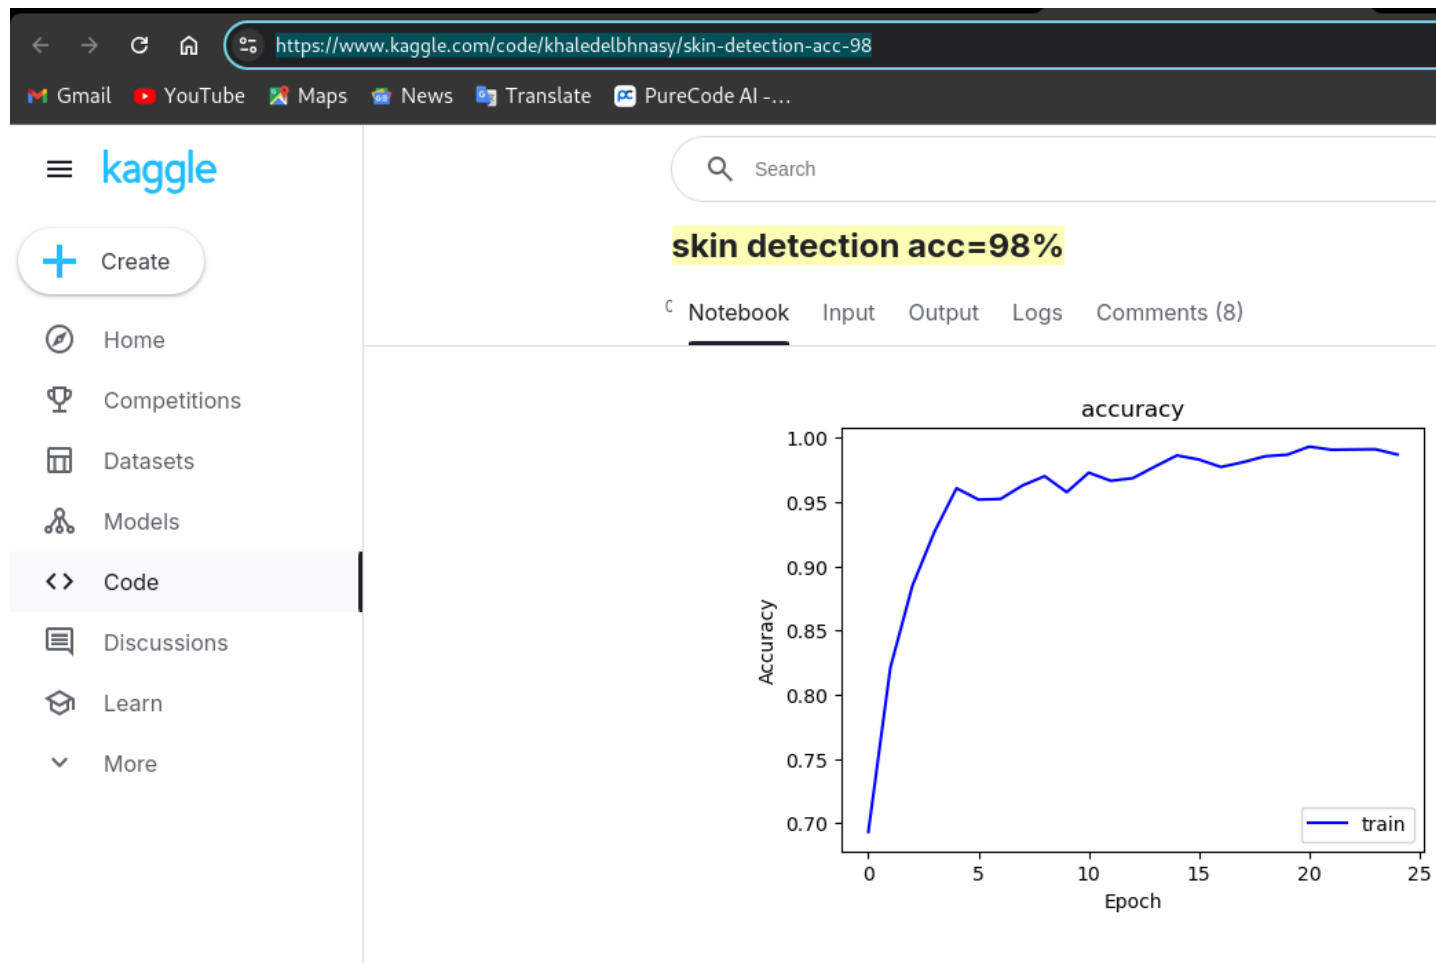 https://www.kaggle.com/code/khaledelbhnasy/skin-detection-acc-98
Gmail YouTube Maps News Translate PureCode AI -...
kaggle
Search
Create
skin detection acc=98%
Notebook Input Output Logs Comments (8)
Home
Competitions
Datasets
Models
Code
Discussions
Learn
More
accuracy
1.00
0.95
0.90
0.85
0.80
0.75
0.70
Accuracy
train
0 5 10 15 20 25
Epoch